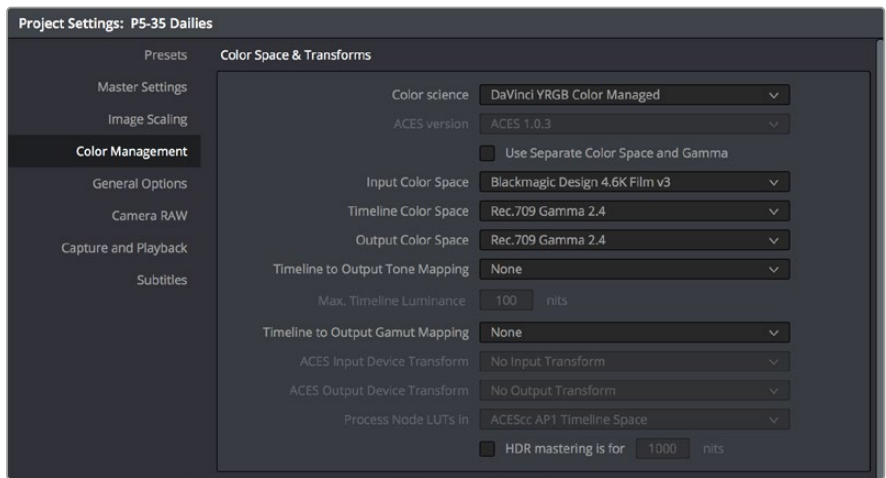 Project Settings: P5-35 Dailies
Presets
Master Settings
Image Scaling
Color Management
General Options
Camera RAW
Capture and Playback
Subtitles
Color Space & Transforms
Color science DaVinci YRGB Color Managed
ACES version ACES 1.0.3
Use Separate Color Space and Gamma
Input Color Space Blackmagic Design 4.6K Film v3
Timeline Color Space Rec.709 Gamma 2.4
Output Color Space Rec.709 Gamma 2.4
Timeline to Output Tone Mapping None
Max. Timeline Luminance 100 nits
Timeline to Output Gamut Mapping None
ACES Input Device Transform No Input Transform
ACES Output Device Transform No Output Transform
Process Node LUTs in ACEScc AP1 Timeline Space
HDR mastering is for 1000 nits